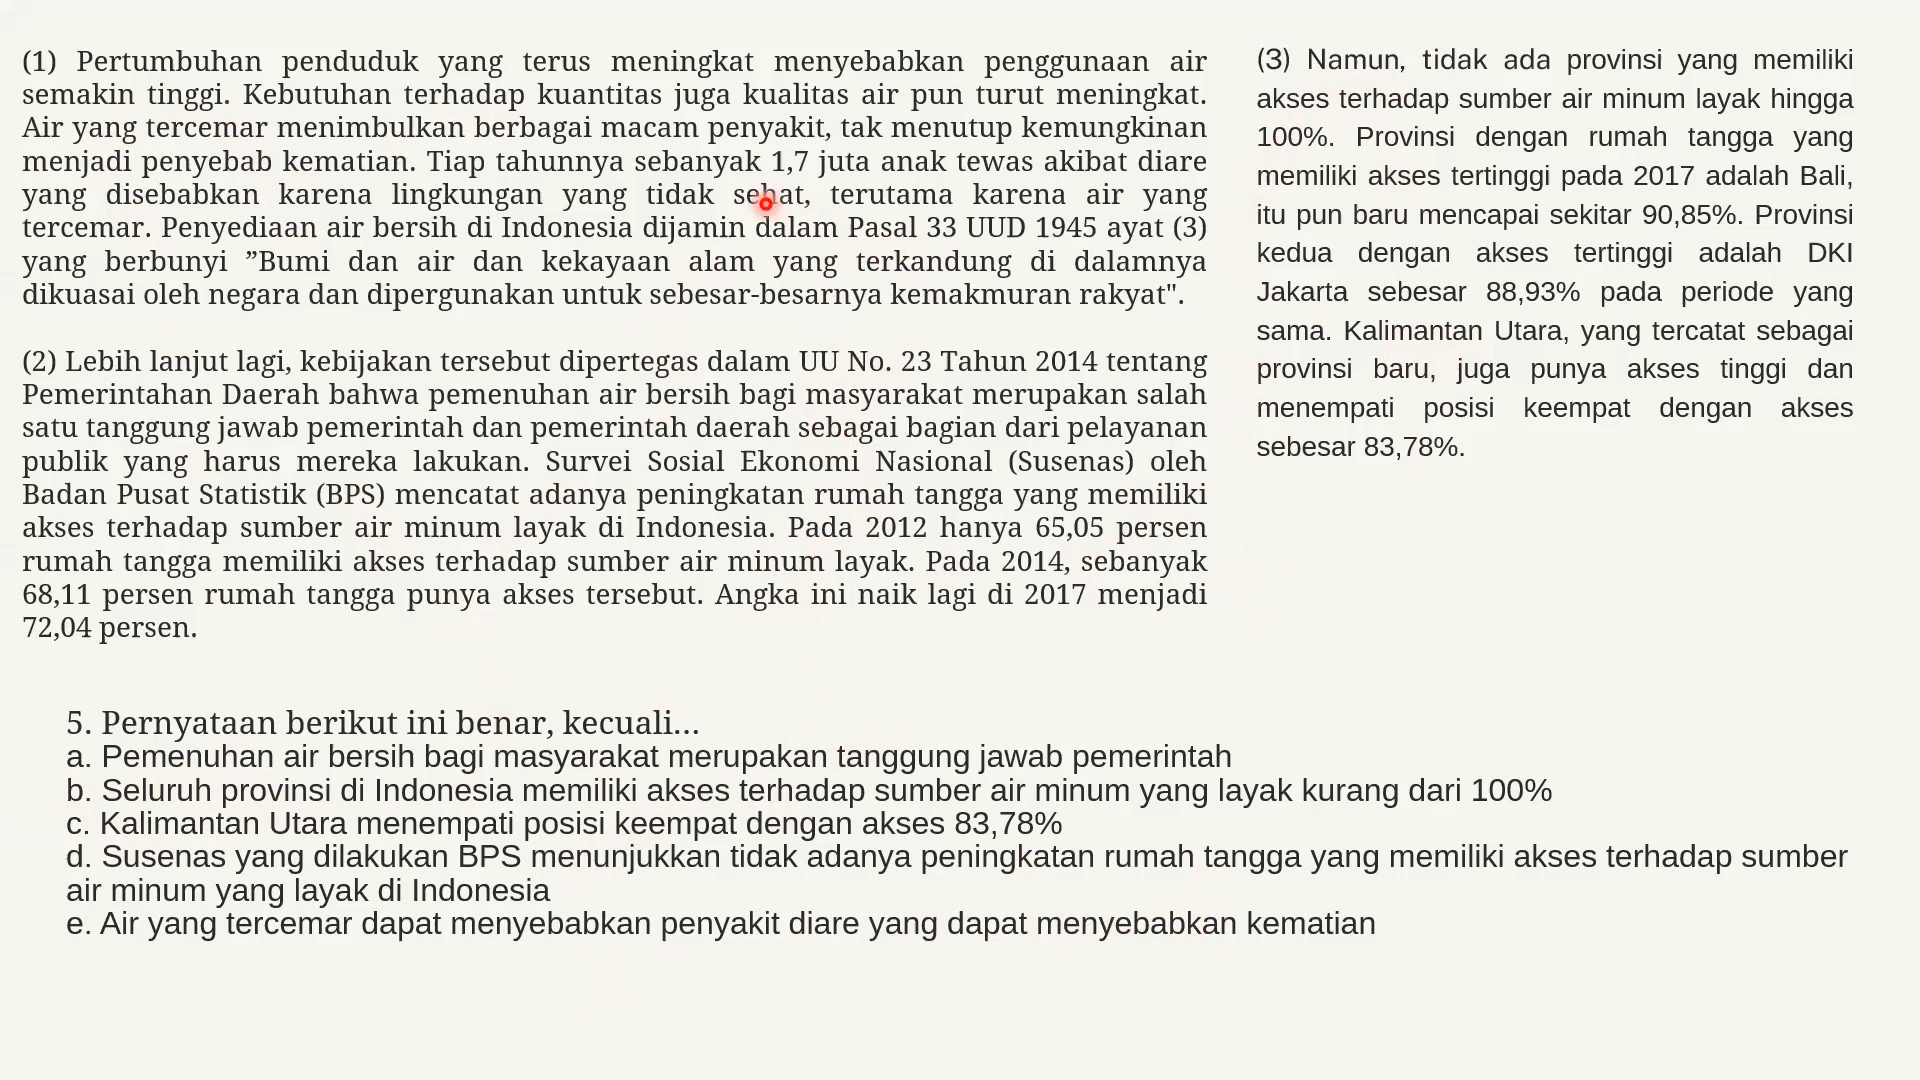 (1) Pertumbuhan penduduk yang terus meningkat menyebabkan penggunaan air
semakin tinggi. Kebutuhan terhadap kuantitas juga kualitas air pun turut meningkat.
Air yang tercemar menimbulkan berbagai macam penyakit, tak menutup kemungkinan
menjadi penyebab kematian. Tiap tahunnya sebanyak 1,7 juta anak tewas akibat diare
yang disebabkan karena lingkungan yang tidak sehat, terutama karena air yang
tercemar. Penyediaan air bersih di Indonesia dijamin dalam Pasal 33 UUD 1945 ayat (3)
yang berbunyi ”Bumi dan air dan kekayaan alam yang terkandung di dalamnya
dikuasai oleh negara dan dipergunakan untuk sebesar-besarnya kemakmuran rakyat".
(2) Lebih lanjut lagi, kebijakan tersebut dipertegas dalam UU No. 23 Tahun 2014 tentang
Pemerintahan Daerah bahwa pemenuhan air bersih bagi masyarakat merupakan salah
satu tanggung jawab pemerintah dan pemerintah daerah sebagai bagian dari pelayanan
publik yang harus mereka lakukan. Survei Sosial Ekonomi Nasional (Susenas) oleh
Badan Pusat Statistik (BPS) mencatat adanya peningkatan rumah tangga yang memiliki
akses terhadap sumber air minum layak di Indonesia. Pada 2012 hanya 65,05 persen
rumah tangga memiliki akses terhadap sumber air minum layak. Pada 2014, sebanyak
68,11 persen rumah tangga punya akses tersebut. Angka ini naik lagi di 2017 menjadi
72,04 persen.
(3) Namun, tidak ada provinsi yang memiliki
akses terhadap sumber air minum layak hingga
100%. Provinsi dengan rumah tangga yang
memiliki akses tertinggi pada 2017 adalah Bali,
itu pun baru mencapai sekitar 90,85%. Provinsi
kedua dengan akses tertinggi adalah DKI
Jakarta sebesar 88,93% pada periode yang
sama. Kalimantan Utara, yang tercatat sebagai
provinsi baru, juga punya akses tinggi dan
menempati posisi keempat dengan akses
sebesar 83,78%.
5. Pernyataan berikut ini benar, kecuali...
a. Pemenuhan air bersih bagi masyarakat merupakan tanggung jawab pemerintah
b. Seluruh provinsi di Indonesia memiliki akses terhadap sumber air minum yang layak kurang dari 100%
c. Kalimantan Utara menempati posisi keempat dengan akses 83,78%
d. Susenas yang dilakukan BPS menunjukkan tidak adanya peningkatan rumah tangga yang memiliki akses terhadap sumber
air minum yang layak di Indonesia
e. Air yang tercemar dapat menyebabkan penyakit diare yang dapat menyebabkan kematian